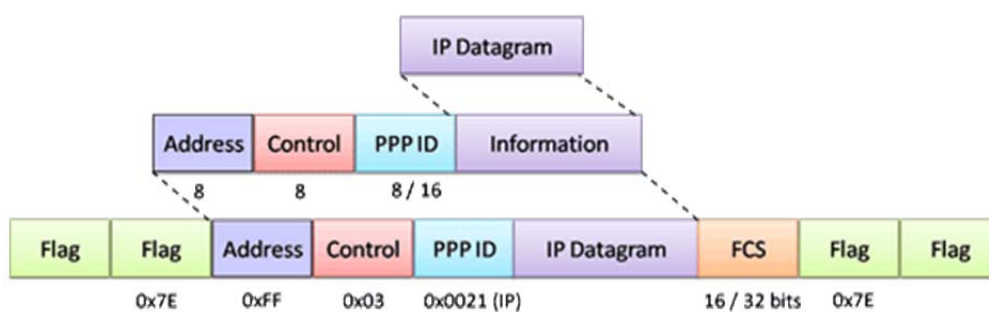 IP Datagram
Address Control PPP ID Information
8 8 8 / 16
Flag Flag Address Control PPP ID IP Datagram FCS Flag Flag
0x7E 0xFF 0x03 0x0021 (IP) 16 / 32 bits 0x7E